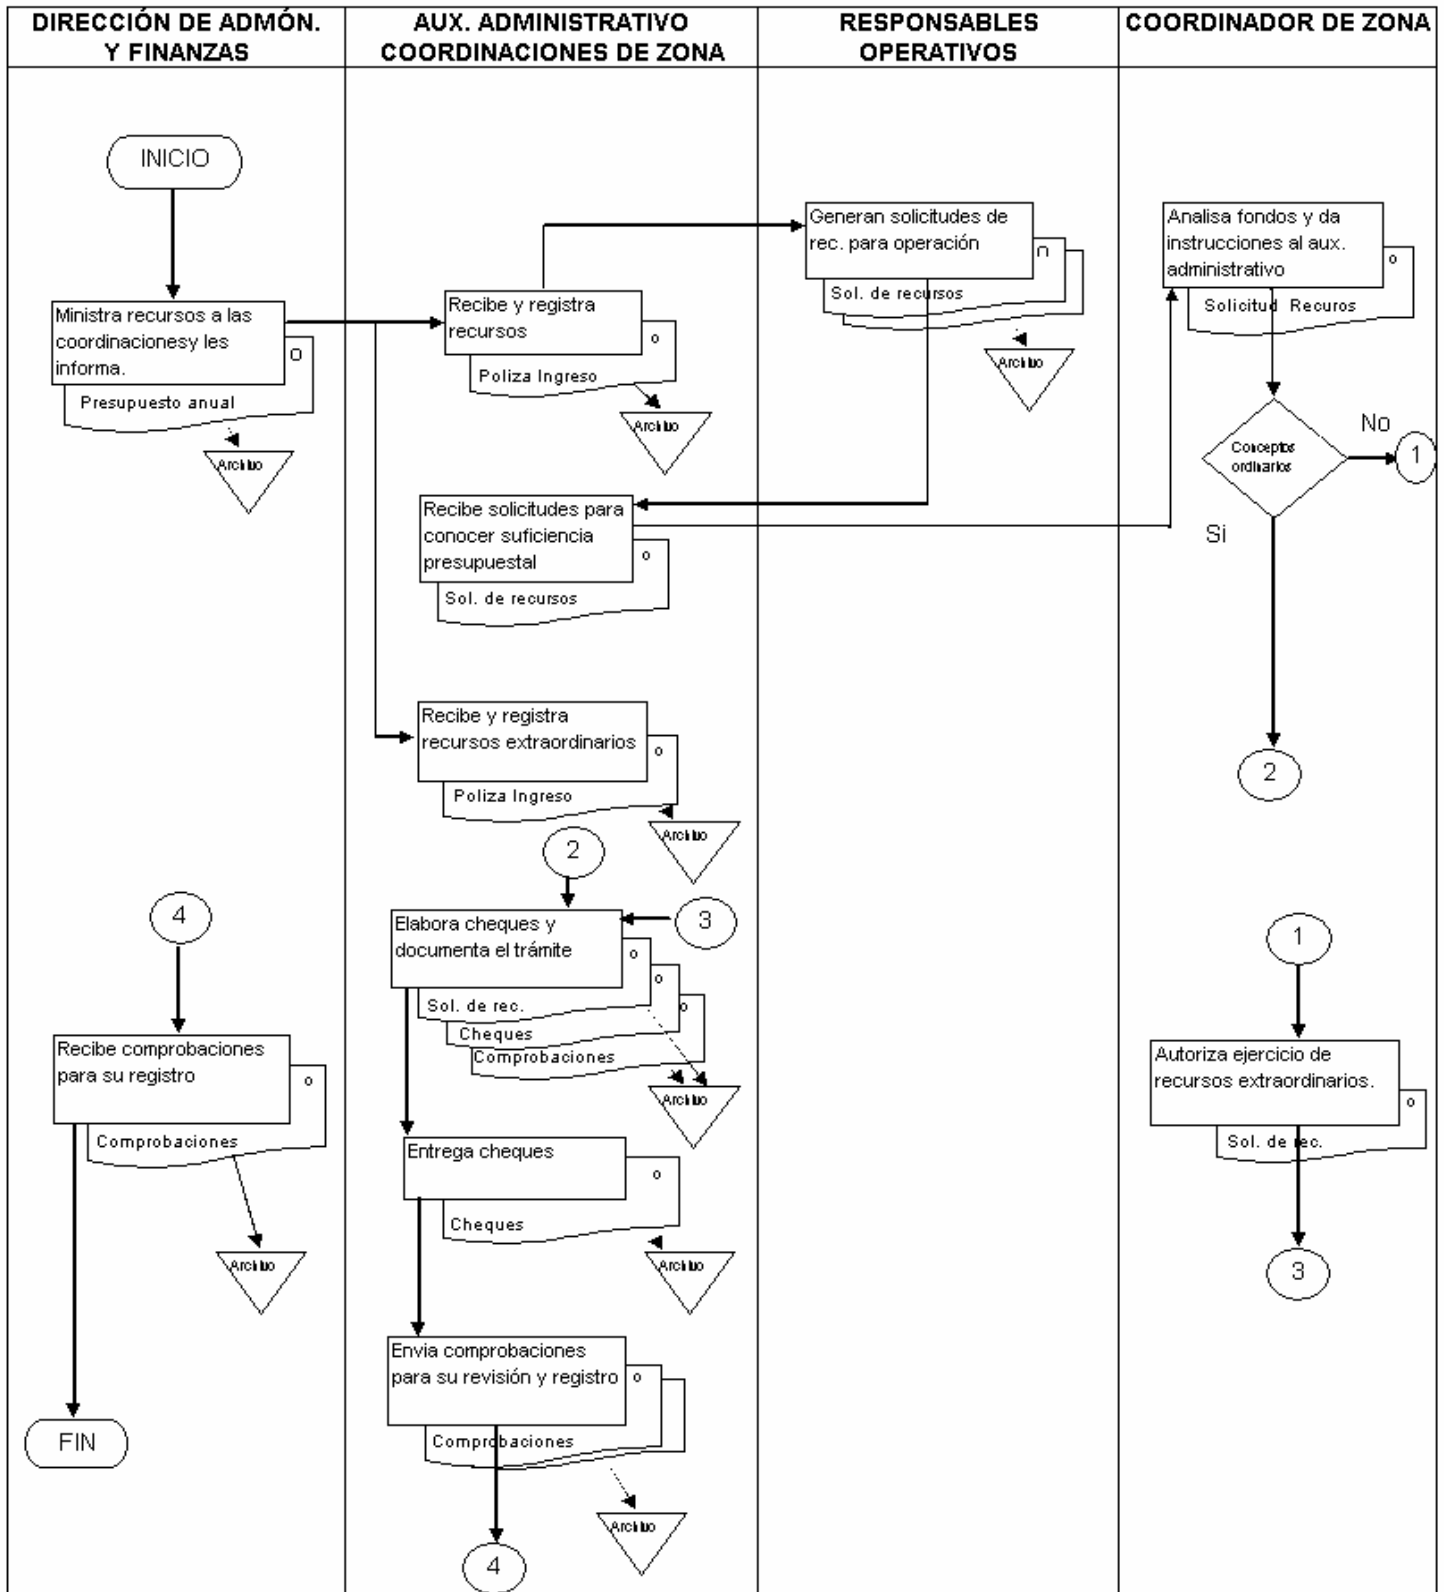 DIRECCIÓN DE ADMÓN.
Y FINANZAS
AUX. ADMINISTRATIVO
COORDINACIONES DE ZONA
RESPONSABLES
OPERATIVOS
COORDINADOR DE ZONA
INICIO
Ministra recursos a las
coordinacionesy les
informa.
O
Presupuesto anual
Archivo
Recibe y registra
recursos
o
Poliza Ingreso
Archivo
Generan solicitudes de
rec. para operación
n
Sol. de recursos
Archivo
Analisa fondos y da
instrucciones al aux.
administrativo
o
Solicitud Recuros
Conceptos
ordinarios
No
1
Si
2
Recibe solicitudes para
conocer suficiencia
presupuestal
o
Sol. de recursos
Recibe y registra
recursos extraordinarios
o
Poliza Ingreso
Archivo
2
3
Elabora cheques y
documenta el trámite
o
Sol. de rec.
o
Cheques
o
Comprobaciones
Archivo
Entrega cheques
o
Cheques
Archivo
Envia comprobaciones
para su revisión y registro
o
Comprobaciones
Archivo
4
4
Recibe comprobaciones
para su registro
o
Comprobaciones
Archivo
FIN
1
Autoriza ejercicio de
recursos extraordinarios.
o
Sol. de rec.
3